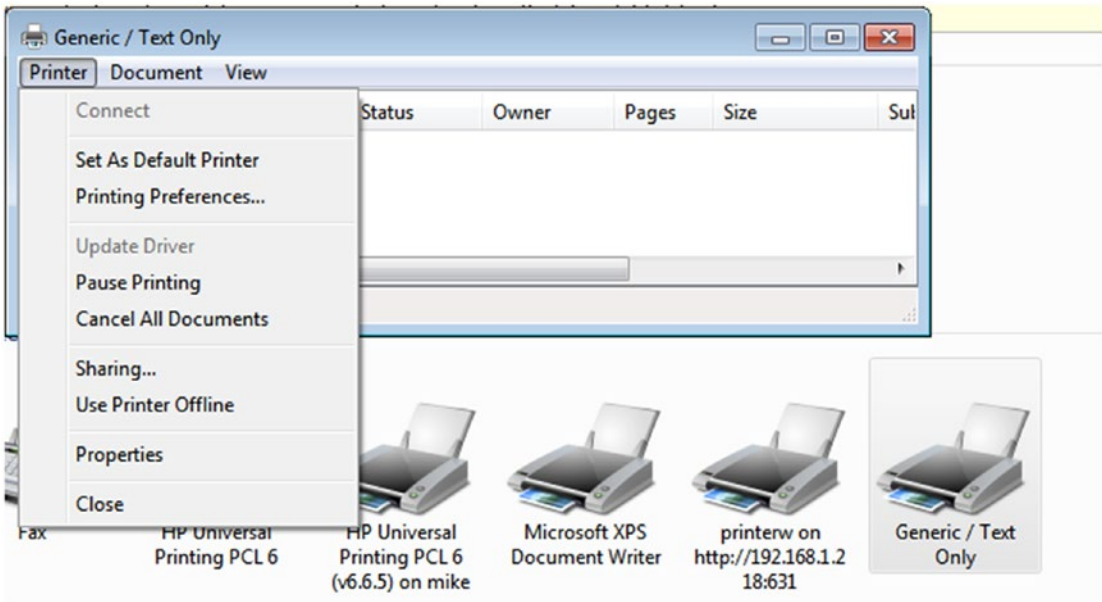 Generic / Text Only
Printer Document View
Connect
Status Owner Pages Size
Set As Default Printer
Printing Preferences...
Update Driver
Pause Printing
Cancel All Documents
Sharing...
Use Printer Offline
Properties
Close
Fax
HP Universal
Printing PCL 6
HP Universal
Printing PCL 6
(v6.6.5) on mike
Microsoft XPS
Document Writer
printerw on
http://192.168.1.2
18:631
Generic / Text
Only